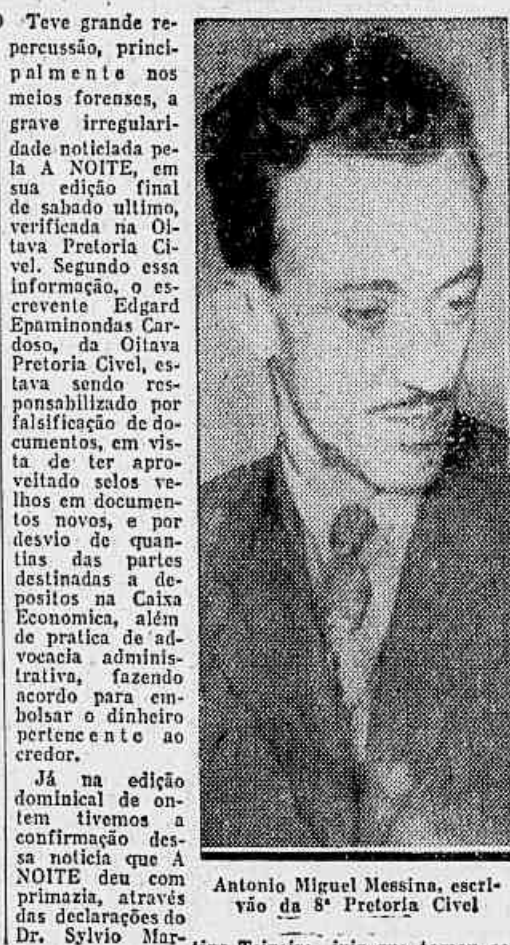 Teve grande re-
percussão, princi-
palmente nos
meios forenses, a
grave irregulari-
dade noticiada pe-
la A NOITE, em
sua edição final
de sabado ultimo,
verificada na Oi-
tava Pretoria Ci-
vel. Segundo essa
informação, o es-
crevente Edgard
Epaminondas Car-
doso, da Oitava
Pretoria Civel, es-
tava sendo res-
ponsabilizado por
falsificação de do-
cumentos, em vis-
ta de ter apro-
veitado selos ve-
lhos em documen-
tos novos, e por
desvio de quan-
tias das partes
destinadas a de-
positos na Caixa
Economica, além
de pratica de ad-
vocacia adminis-
trativa, fazendo
acordo para em-
bolsar o dinheiro
pertencente ao
credor.
Já na edição
dominical de on-
tem tivemos a
confirmação des-
sa noticia que A
NOITE deu com
primazia, através
das declarações do
Dr. Sylvio Mar-
Antonio Miguel Messina, escri-
vão da 8ª Pretoria Civel